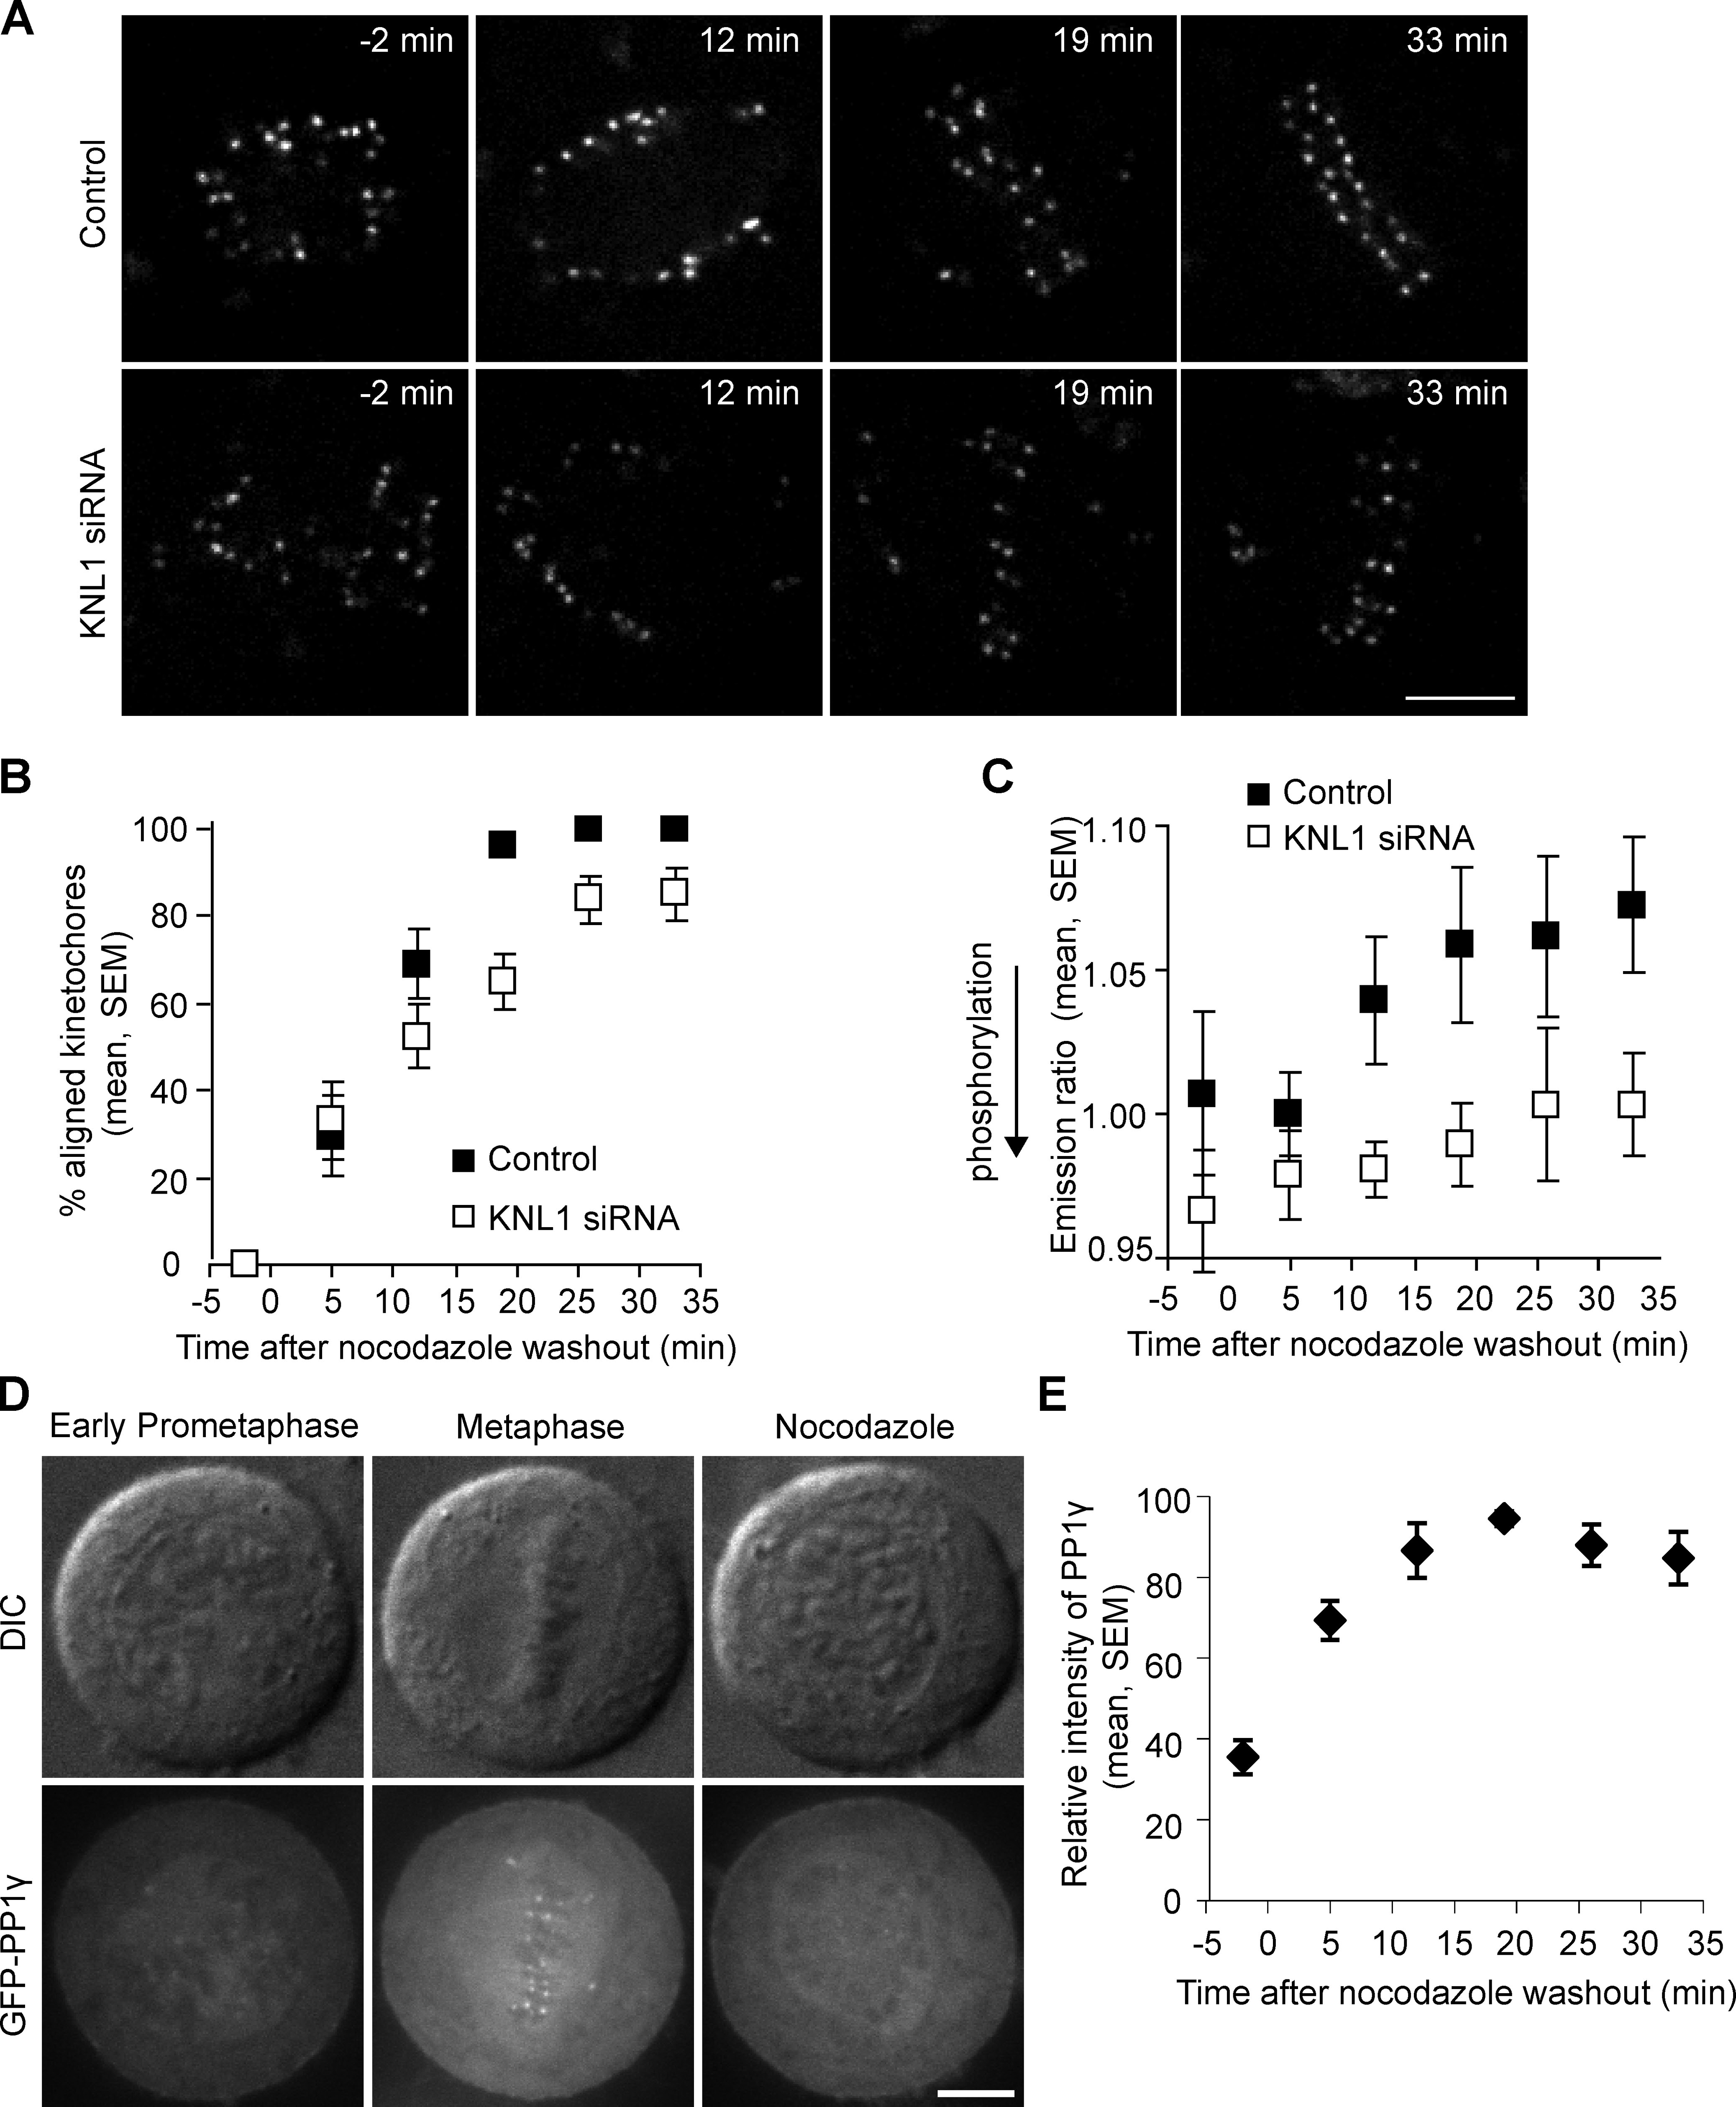 A
-2 min
12 min
19 min
33 min
Control
-2 min
12 min
19 min
33 min
KNL1 siRNA
B
100
80
60
40
20
0
% aligned kinetochores
(mean, SEM)
Control
KNL1 siRNA
-5 0 5 10 15 20 25 30 35
Time after nocodazole washout (min)
C
Control
KNL1 siRNA
1.10
1.05
1.00
0.95
phosphorylation
Emission ratio (mean, SEM)
-5 0 5 10 15 20 25 30 35
Time after nocodazole washout (min)
D
Early Prometaphase
Metaphase
Nocodazole
DIC
GFP-PP1γ
E
100
80
60
40
20
0
Relative intensity of PP1γ
(mean, SEM)
-5 0 5 10 15 20 25 30 35
Time after nocodazole washout (min)